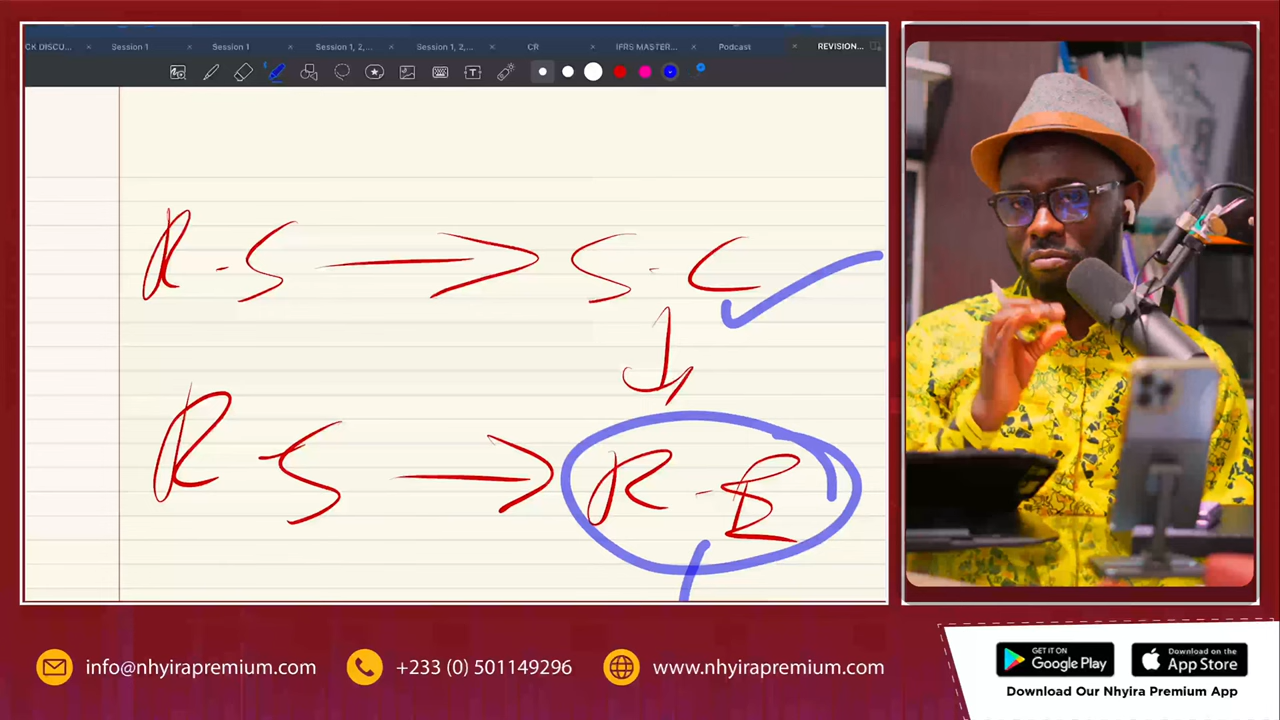 CK DISCU... × Session 1 × Session 1 × Session 1, 2,... × Session 1, 2,... × CR × IFRS MASTER... × Podcast × REVISION...
R-S → S-C
R-S → R-E
info@nhyirapremium.com +233 (0) 501149296 www.nhyirapremium.com
GET IT ON Google Play Download on the App Store
Download Our Nhyira Premium App